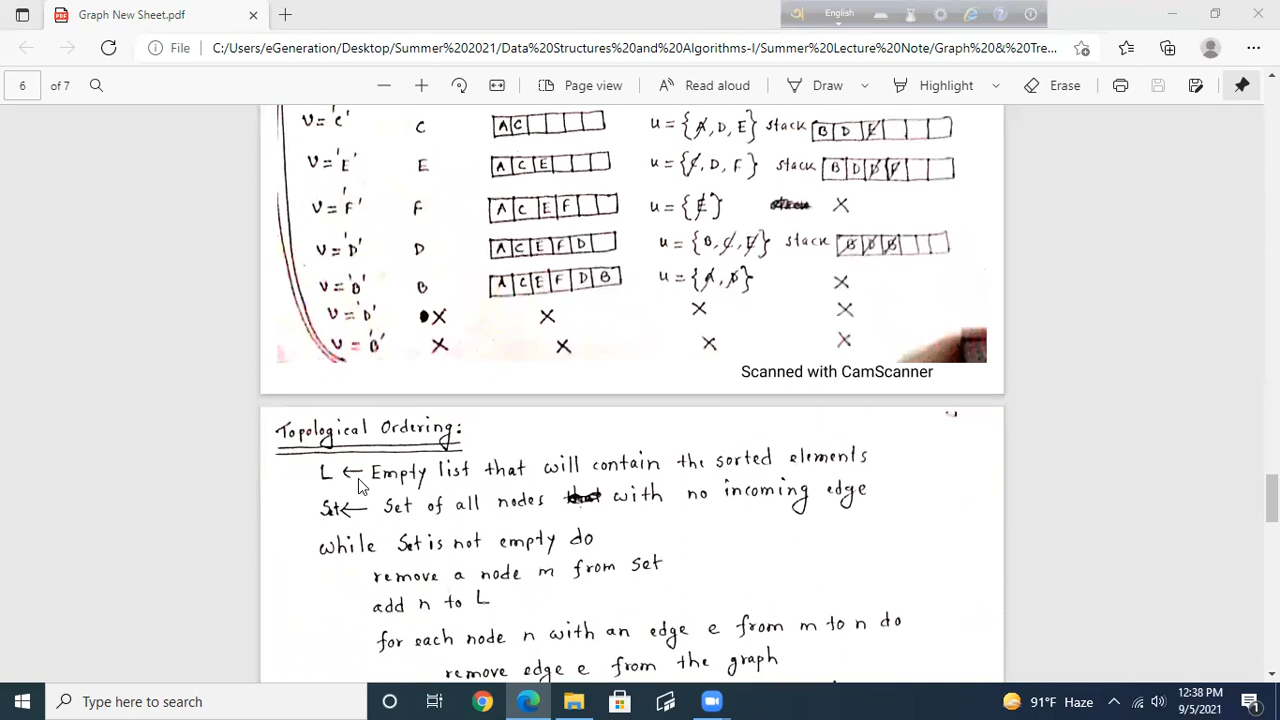 Graph New Sheet.pdf
English
File C:/Users/eGeneration/Desktop/Summer%202021/Data%20Structures%20and%20Algorithms-I/Summer%20Lecture%20Note/Graph%20&%20Tre...
6 of 7 Page view Read aloud Draw Highlight Erase
v='C' C A C u={A, D, E} stack B D E
v='E' E A C E u={C, D, F} stack B D D F
v='F' F A C E F u={E} X
v='D' D A C E F D u={B, C, E} stack B D B
v='B' B A C E F D B u={A, D} X
v='D' X X X X
v='B' X X X X
Scanned with CamScanner
Topological Ordering:
L ← Empty list that will contain the sorted elements
Set ← Set of all nodes with no incoming edge
while Set is not empty do
remove a node m from set
add n to L
for each node n with an edge e from m to n do
remove edge e from the graph
Type here to search
91°F Haze
12:38 PM
9/5/2021